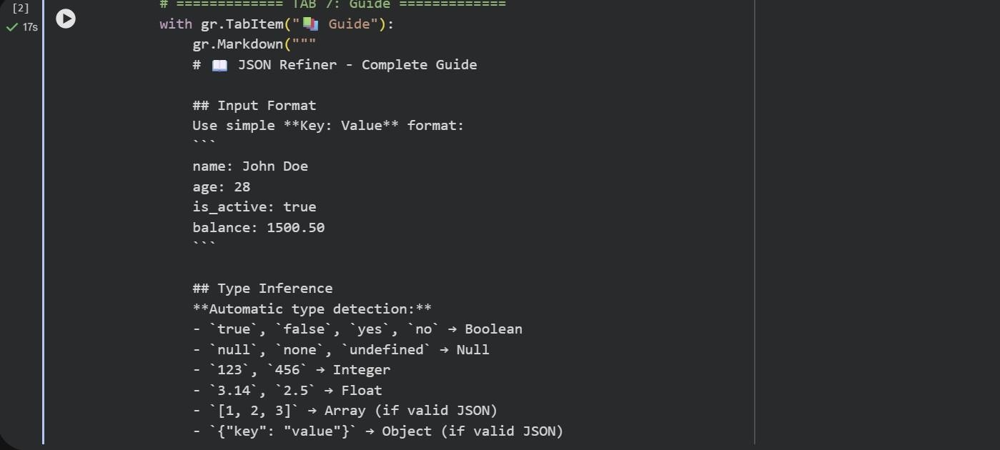 [2]
17s
# ============= TAB 7: Guide =============
with gr.TabItem("📚 Guide"):
gr.Markdown("""
# 📖 JSON Refiner - Complete Guide
## Input Format
Use simple **Key: Value** format:
```
name: John Doe
age: 28
is_active: true
balance: 1500.50
```
## Type Inference
**Automatic type detection:**
- `true`, `false`, `yes`, `no` → Boolean
- `null`, `none`, `undefined` → Null
- `123`, `456` → Integer
- `3.14`, `2.5` → Float
- `[1, 2, 3]` → Array (if valid JSON)
- `{"key": "value"}` → Object (if valid JSON)